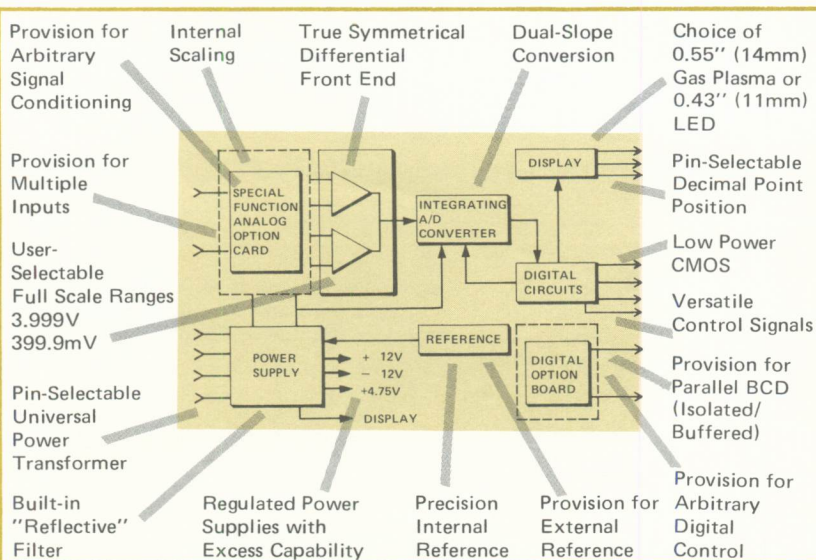 Provision for
Arbitrary
Signal
Conditioning
Internal
Scaling
True Symmetrical
Differential
Front End
Dual-Slope
Conversion
Choice of
0.55" (14mm)
Gas Plasma or
0.43" (11mm)
LED
Provision for
Multiple
Inputs
User-
Selectable
Full Scale Ranges
3.999V
399.9mV
Pin-Selectable
Universal
Power
Transformer
Built-in
"Reflective"
Filter
SPECIAL
FUNCTION
ANALOG
OPTION
CARD
INTEGRATING
A/D
CONVERTER
DISPLAY
DIGITAL
CIRCUITS
POWER
SUPPLY
+ 12V
− 12V
+4.75V
DISPLAY
REFERENCE
DIGITAL
OPTION
BOARD
Pin-Selectable
Decimal Point
Position
Low Power
CMOS
Versatile
Control Signals
Provision for
Parallel BCD
(Isolated/
Buffered)
Provision for
Arbitrary
Digital
Control
Regulated Power
Supplies with
Excess Capability
Precision
Internal
Reference
Provision for
External
Reference